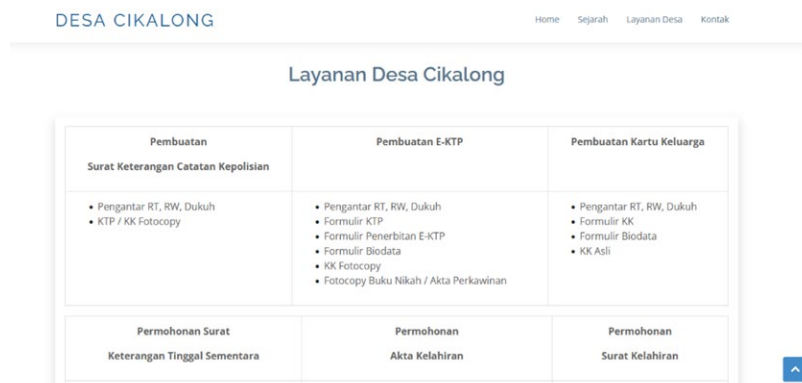 DESA CIKALONG
Home Sejarah Layanan Desa Kontak
Layanan Desa Cikalong
Pembuatan
Surat Keterangan Catatan Kepolisian
Pembuatan E-KTP
Pembuatan Kartu Keluarga
• Pengantar RT, RW, Dukuh
• KTP / KK Fotocopy
• Pengantar RT, RW, Dukuh
• Formulir KTP
• Formulir Penerbitan E-KTP
• Formulir Biodata
• KK Fotocopy
• Fotocopy Buku Nikah / Akta Perkawinan
• Pengantar RT, RW, Dukuh
• Formulir KK
• Formulir Biodata
• KK Asli
Permohonan Surat
Keterangan Tinggal Sementara
Permohonan
Akta Kelahiran
Permohonan
Surat Kelahiran